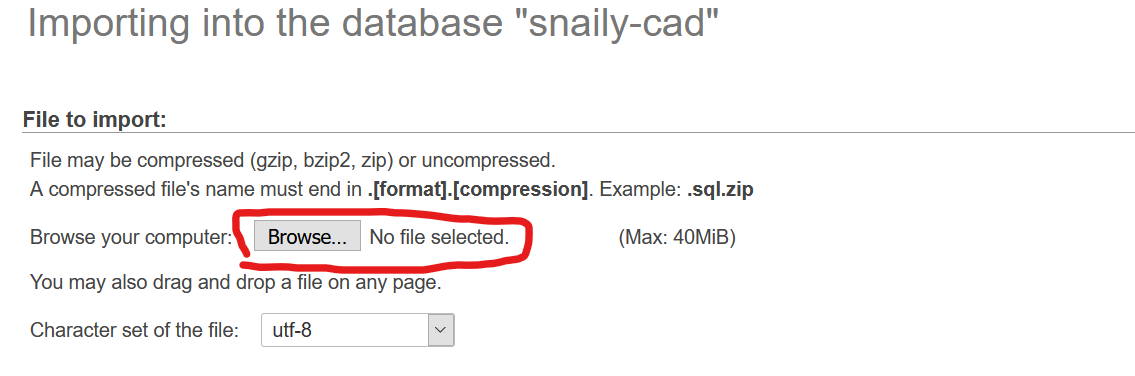 Importing into the database "snaily-cad"
File to import:
File may be compressed (gzip, bzip2, zip) or uncompressed.
A compressed file's name must end in .[format].[compression]. Example: .sql.zip
Browse your computer: Browse... No file selected. (Max: 40MiB)
You may also drag and drop a file on any page.
Character set of the file: utf-8